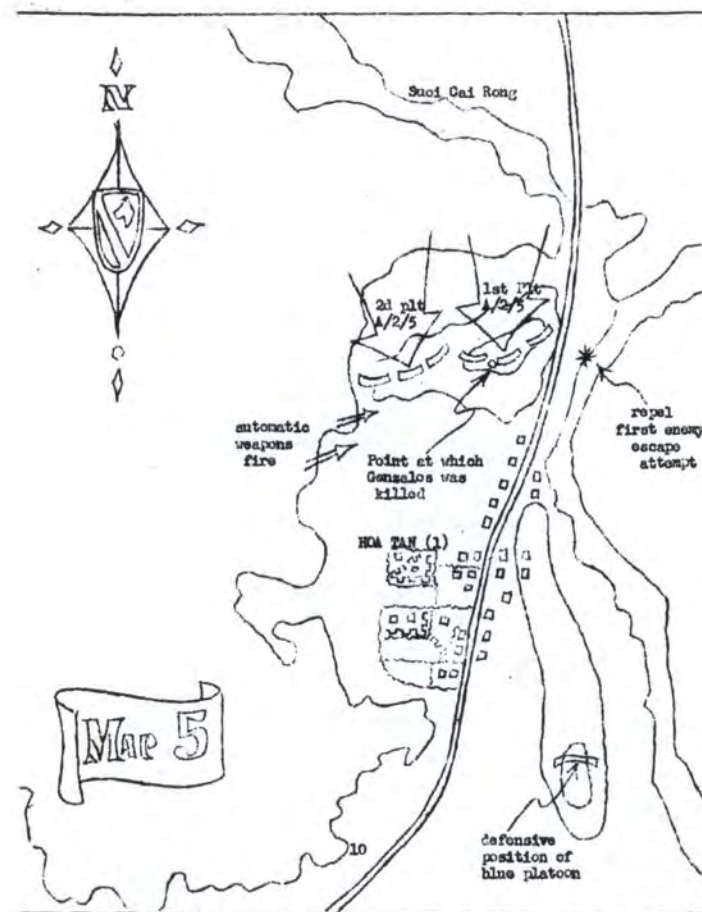 N
Suoi Cai Rong
2d plt
A/2/5
1st Plt
A/2/5
automatic
weapons
fire
Point at which
Gonzalos was
killed
repel
first enemy
escape
attempt
HOA TAN (1)
Map 5
10
defensive
position of
blue platoon